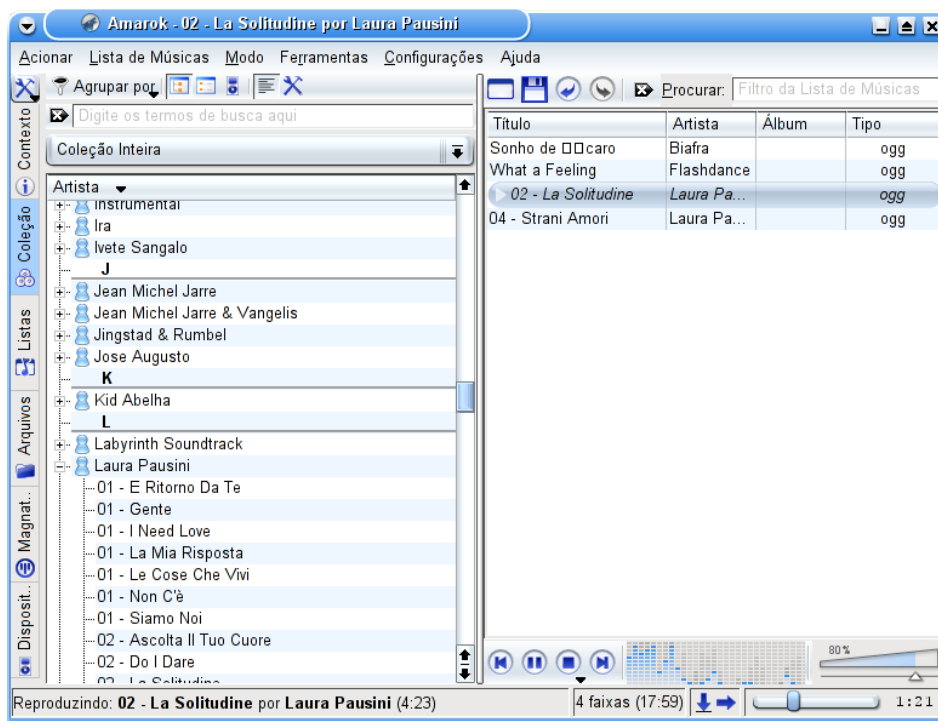 Amarok - 02 - La Solitudine por Laura Pausini
Acionar Lista de Músicas Modo Ferramentas Configurações Ajuda
Agrupar por
Digite os termos de busca aqui
Coleção Inteira
Artista
Instrumental
Ira
Ivete Sangalo
J
Jean Michel Jarre
Jean Michel Jarre & Vangelis
Jingstad & Rumbel
Jose Augusto
K
Kid Abelha
L
Labyrinth Soundtrack
Laura Pausini
01 - E Ritorno Da Te
01 - Gente
01 - I Need Love
01 - La Mia Risposta
01 - Le Cose Che Vivi
01 - Non C'è
01 - Siamo Noi
02 - Ascolta Il Tuo Cuore
02 - Do I Dare
02 - La Solitudine
Contexto
Coleção
Listas
Arquivos
Magnat..
Disposit..
Procurar: Filtro da Lista de Músicas
Título Artista Álbum Tipo
Sonho de □□caro Biafra ogg
What a Feeling Flashdance ogg
02 - La Solitudine Laura Pa... ogg
04 - Strani Amori Laura Pa... ogg
80%
Reproduzindo: 02 - La Solitudine por Laura Pausini (4:23) 4 faixas (17:59) 1:21